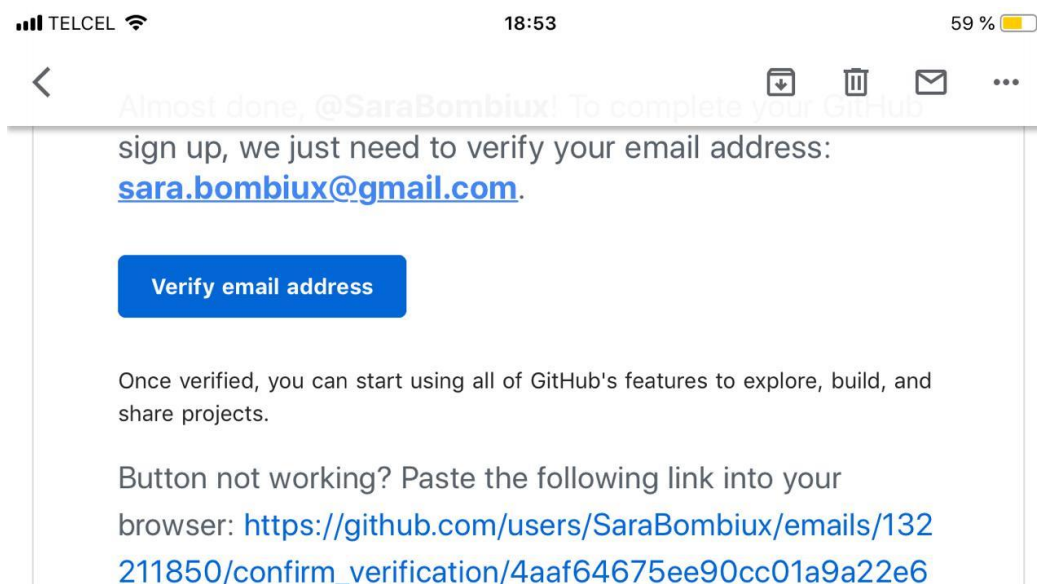 TELCEL 18:53 59 %
Almost done, @SaraBombiux! To complete your GitHub
sign up, we just need to verify your email address:
sara.bombiux@gmail.com.
Verify email address
Once verified, you can start using all of GitHub's features to explore, build, and
share projects.
Button not working? Paste the following link into your
browser: https://github.com/users/SaraBombiux/emails/132
211850/confirm_verification/4aaf64675ee90cc01a9a22e6